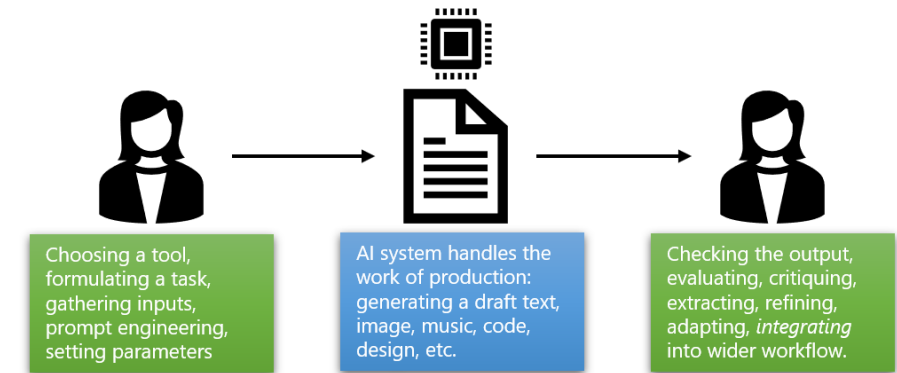 Choosing a tool,
formulating a task,
gathering inputs,
prompt engineering,
setting parameters
AI system handles the
work of production:
generating a draft text,
image, music, code,
design, etc.
Checking the output,
evaluating, critiquing,
extracting, refining,
adapting, integrating
into wider workflow.